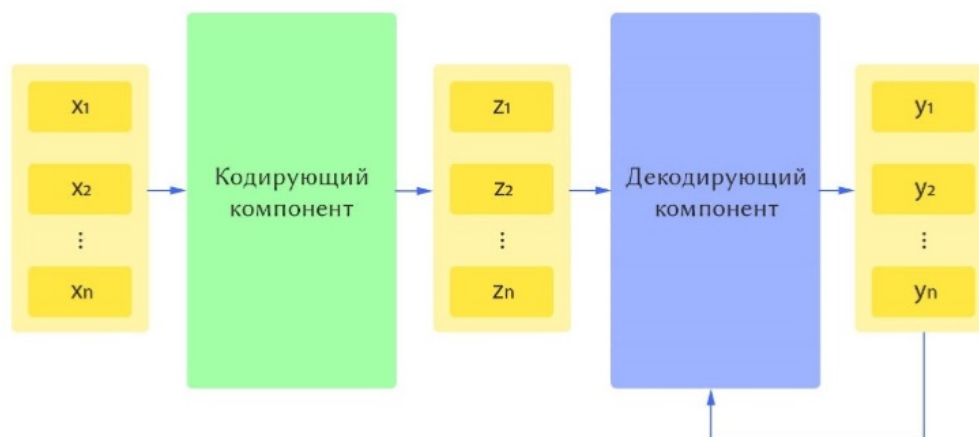 x1
x2
⋮
xn
Кодирующий
компонент
z1
z2
⋮
zn
Декодирующий
компонент
y1
y2
⋮
yn